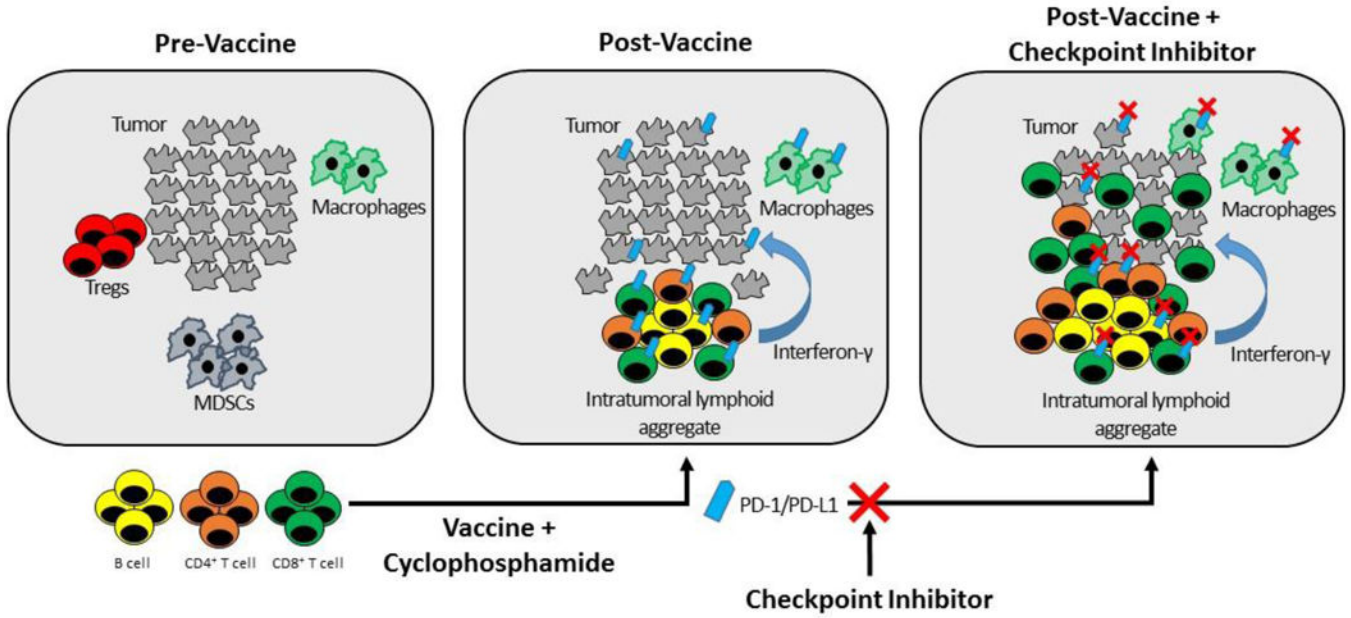 Pre-Vaccine
Tumor
Macrophages
Tregs
MDSCs
Post-Vaccine
Tumor
Macrophages
Interferon-γ
Intratumoral lymphoid
aggregate
Post-Vaccine +
Checkpoint Inhibitor
Tumor
Macrophages
Interferon-γ
Intratumoral lymphoid
aggregate
B cell
CD4⁺ T cell
CD8⁺ T cell
Vaccine +
Cyclophosphamide
PD-1/PD-L1
Checkpoint Inhibitor